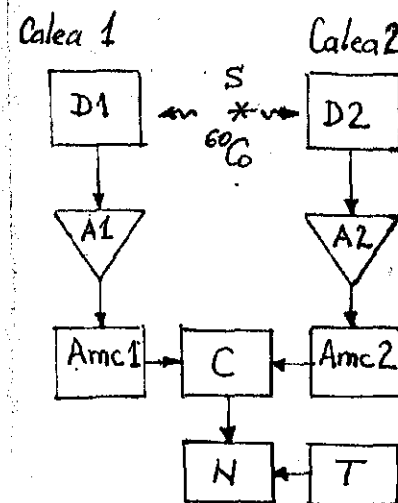 Calea 1 Calea 2
S
D1 D2
⁶⁰Co
A1 A2
Amc1 C Amc2
N T